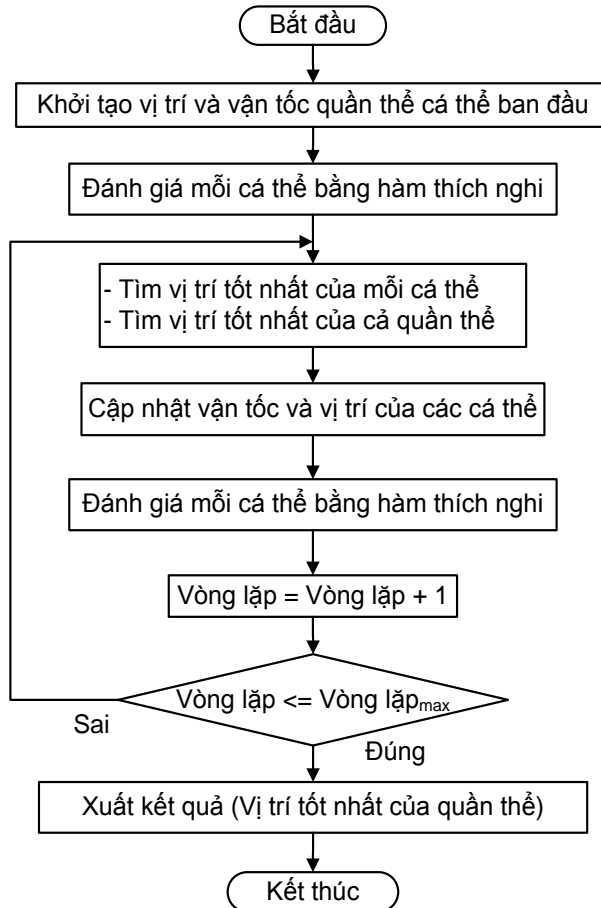 Bắt đầu
Khởi tạo vị trí và vận tốc quần thể cá thể ban đầu
Đánh giá mỗi cá thể bằng hàm thích nghi
- Tìm vị trí tốt nhất của mỗi cá thể
- Tìm vị trí tốt nhất của cả quần thể
Cập nhật vận tốc và vị trí của các cá thể
Đánh giá mỗi cá thể bằng hàm thích nghi
Vòng lặp = Vòng lặp + 1
Vòng lặp <= Vòng lặpmax
Sai
Đúng
Xuất kết quả (Vị trí tốt nhất của quần thể)
Kết thúc